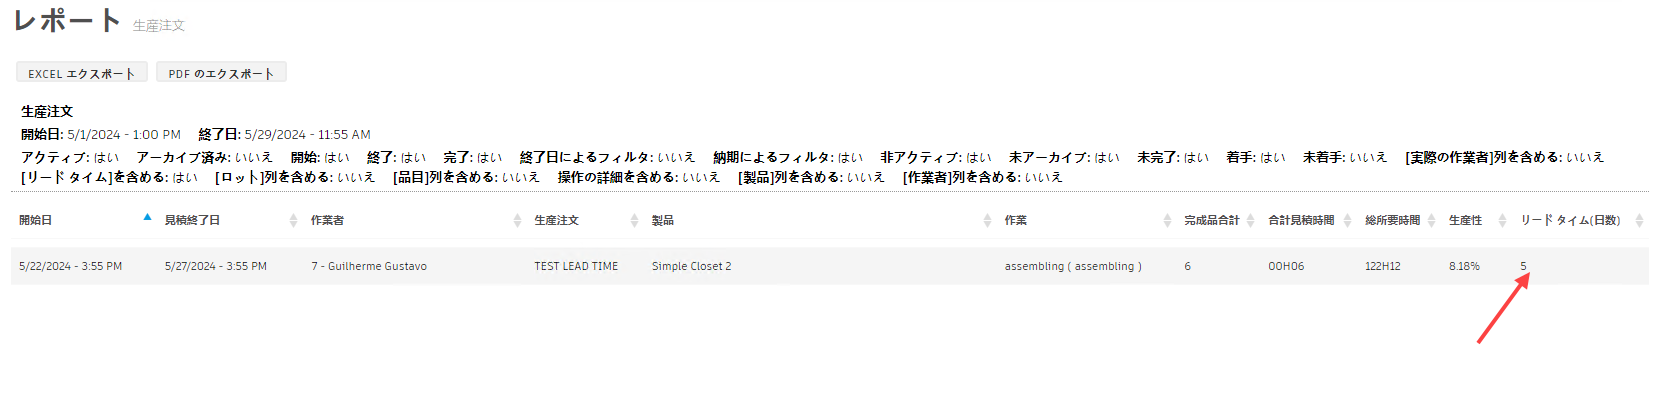 レポート 生産注文
EXCEL エクスポート PDF のエクスポート
生産注文
開始日: 5/1/2024 - 1:00 PM 終了日: 5/29/2024 - 11:55 AM
アクティブ: はい アーカイブ済み: いいえ 開始: はい 終了: はい 完了: はい 終了日によるフィルタ: いいえ 納期によるフィルタ: はい 非アクティブ: はい 未アーカイブ: はい 未完了: はい 着手: はい 未着手: いいえ [実際の作業者]列を含める: いいえ
[リード タイム]を含める: はい [ロット]列を含める: いいえ [品目]列を含める: いいえ 操作の詳細を含める: いいえ [製品]列を含める: いいえ [作業者]列を含める: いいえ
開始日 見積終了日 作業者 生産注文 製品 作業 完成品合計 合計見積時間 総所要時間 生産性 リード タイム(日数)
5/22/2024 - 3:55 PM 5/27/2024 - 3:55 PM 7 - Guilherme Gustavo TEST LEAD TIME Simple Closet 2 assembling ( assembling ) 6 00H06 122H12 8.18% 5